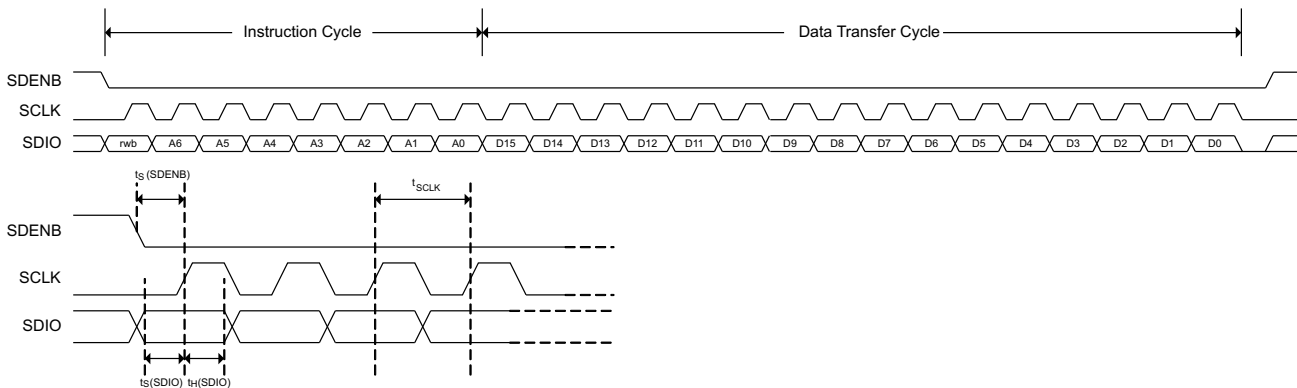 Instruction Cycle
Data Transfer Cycle
SDENB
SCLK
SDIO
rwb A6 A5 A4 A3 A2 A1 A0 D15 D14 D13 D12 D11 D10 D9 D8 D7 D6 D5 D4 D3 D2 D1 D0
tS(SDENB)
tSCLK
SDENB
SCLK
SDIO
tS(SDIO) tH(SDIO)